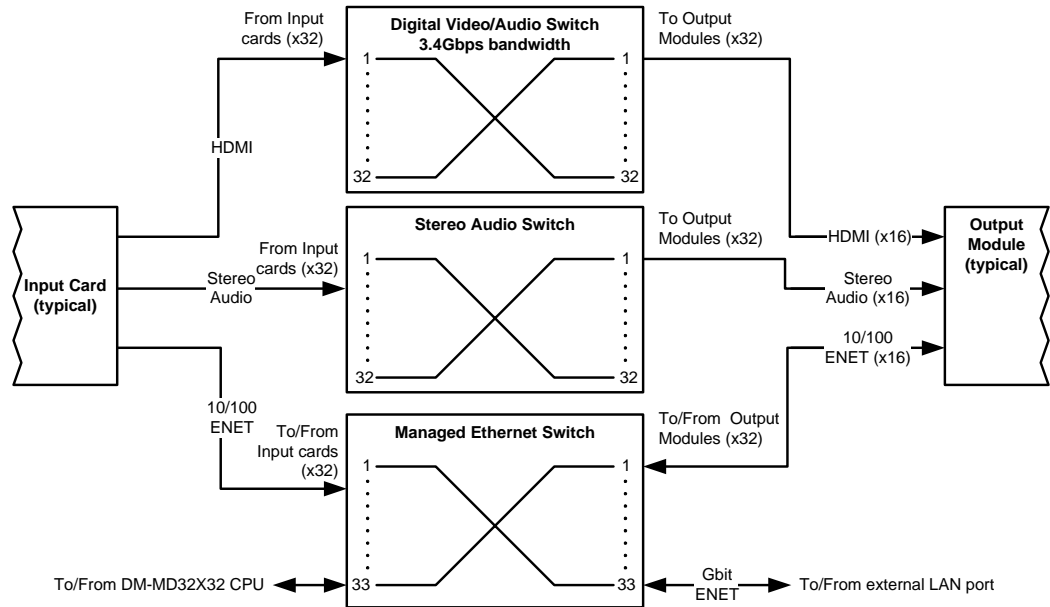 From Input
cards (x32)
Digital Video/Audio Switch
3.4Gbps bandwidth
To Output
Modules (x32)
1
1
HDMI
32
32
Stereo Audio Switch
To Output
Modules (x32)
From Input
cards (x32)
1
1
HDMI (x16)
Output
Module
(typical)
Input Card
(typical)
Stereo
Audio
Stereo
Audio (x16)
10/100
ENET (x16)
32
32
10/100
ENET
To/From
Input cards
(x32)
Managed Ethernet Switch
To/From Output
Modules (x32)
1
1
To/From DM-MD32X32 CPU
33
33
Gbit
ENET
To/From external LAN port